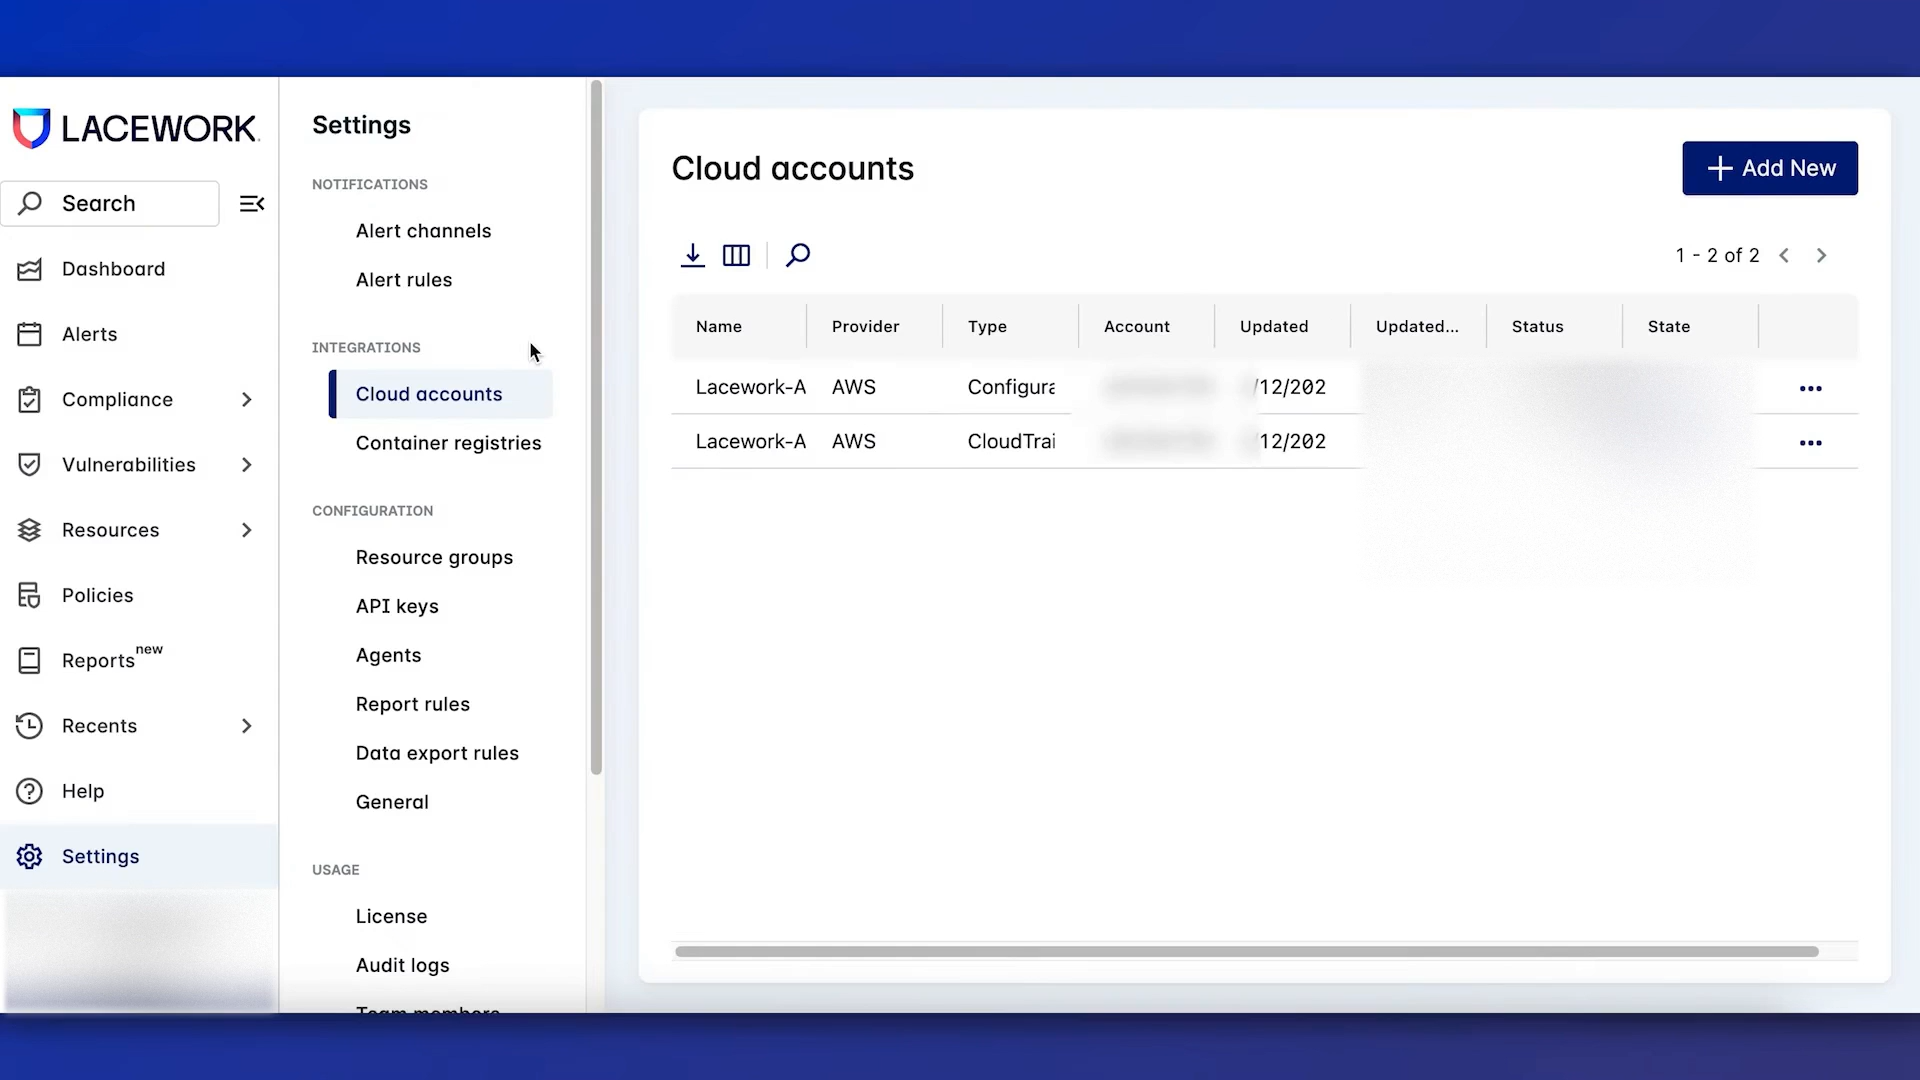 LACEWORK
Search
Dashboard
Alerts
Compliance
Vulnerabilities
Resources
Policies
Reports new
Recents
Help
Settings
Settings
NOTIFICATIONS
Alert channels
Alert rules
INTEGRATIONS
Cloud accounts
Container registries
CONFIGURATION
Resource groups
API keys
Agents
Report rules
Data export rules
General
USAGE
License
Audit logs
Team members
Cloud accounts
+ Add New
1 - 2 of 2
Name Provider Type Account Updated Updated... Status State
Lacework-A AWS Configura /12/202
Lacework-A AWS CloudTrai /12/202